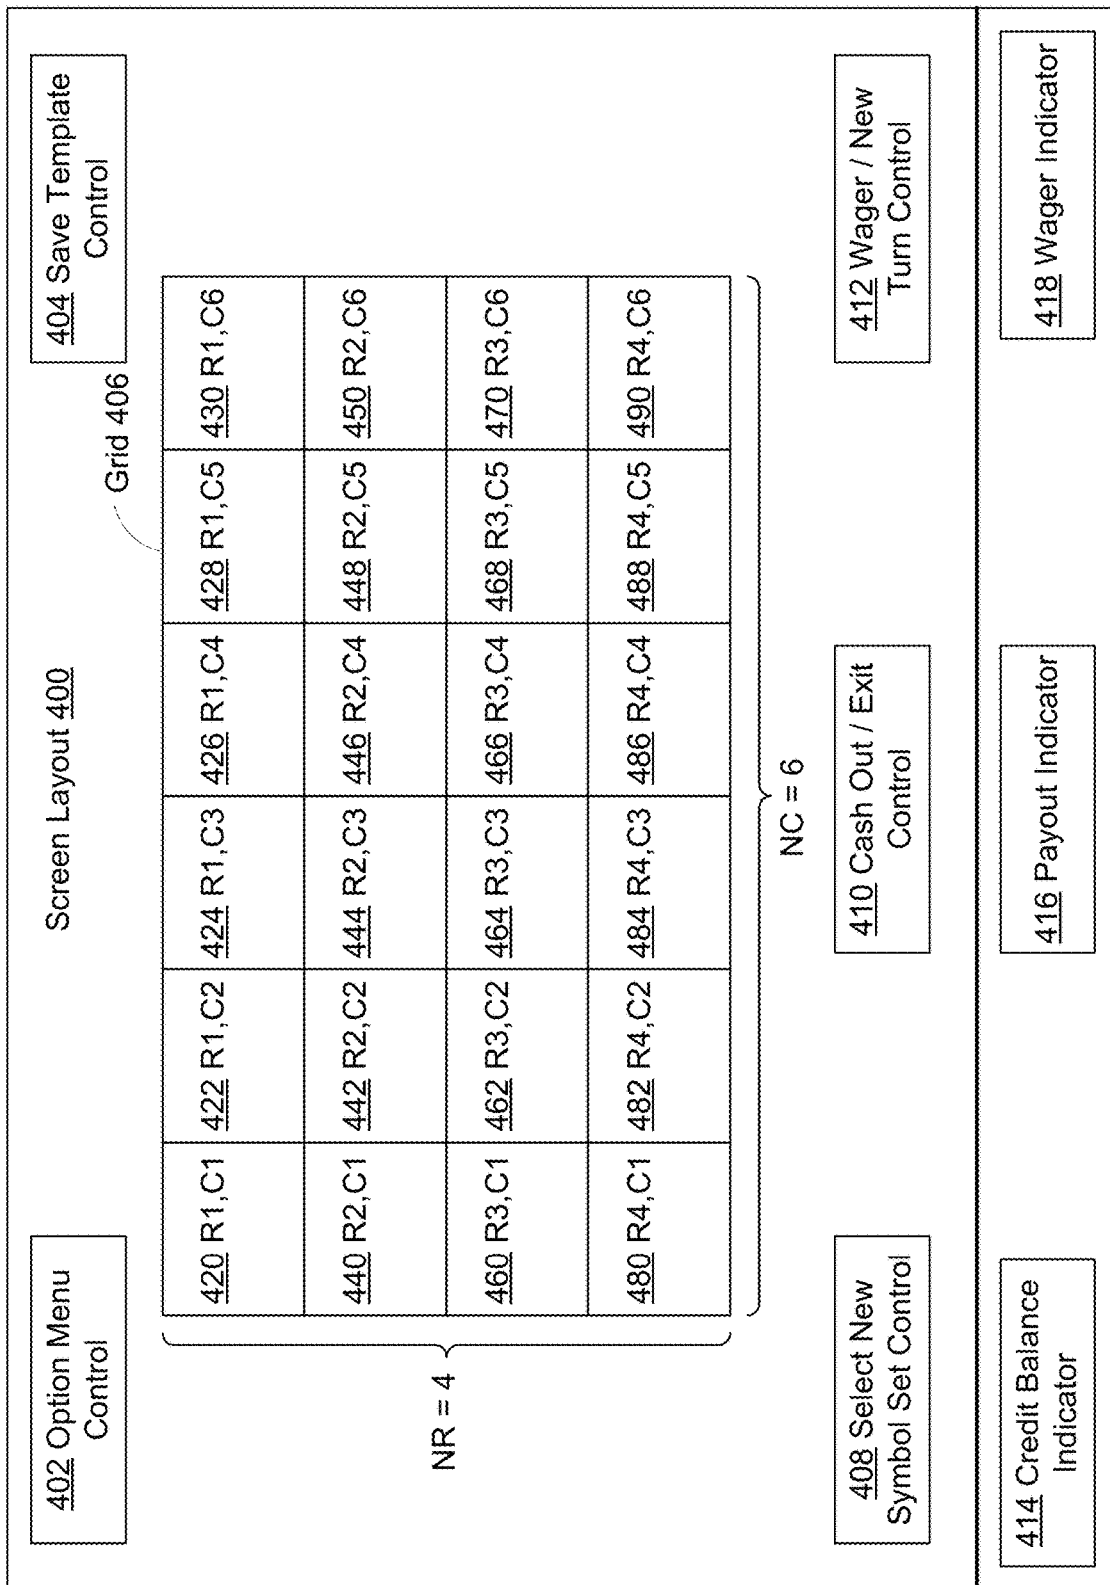 Screen Layout 400
402 Option Menu
Control
404 Save Template
Control
Grid 406
420 R1,C1
422 R1,C2
424 R1,C3
426 R1,C4
428 R1,C5
430 R1,C6
440 R2,C1
442 R2,C2
444 R2,C3
446 R2,C4
448 R2,C5
450 R2,C6
460 R3,C1
462 R3,C2
464 R3,C3
466 R3,C4
468 R3,C5
470 R3,C6
480 R4,C1
482 R4,C2
484 R4,C3
486 R4,C4
488 R4,C5
490 R4,C6
NR = 4
NC = 6
408 Select New
Symbol Set Control
410 Cash Out / Exit
Control
412 Wager / New
Turn Control
414 Credit Balance
Indicator
416 Payout Indicator
418 Wager Indicator